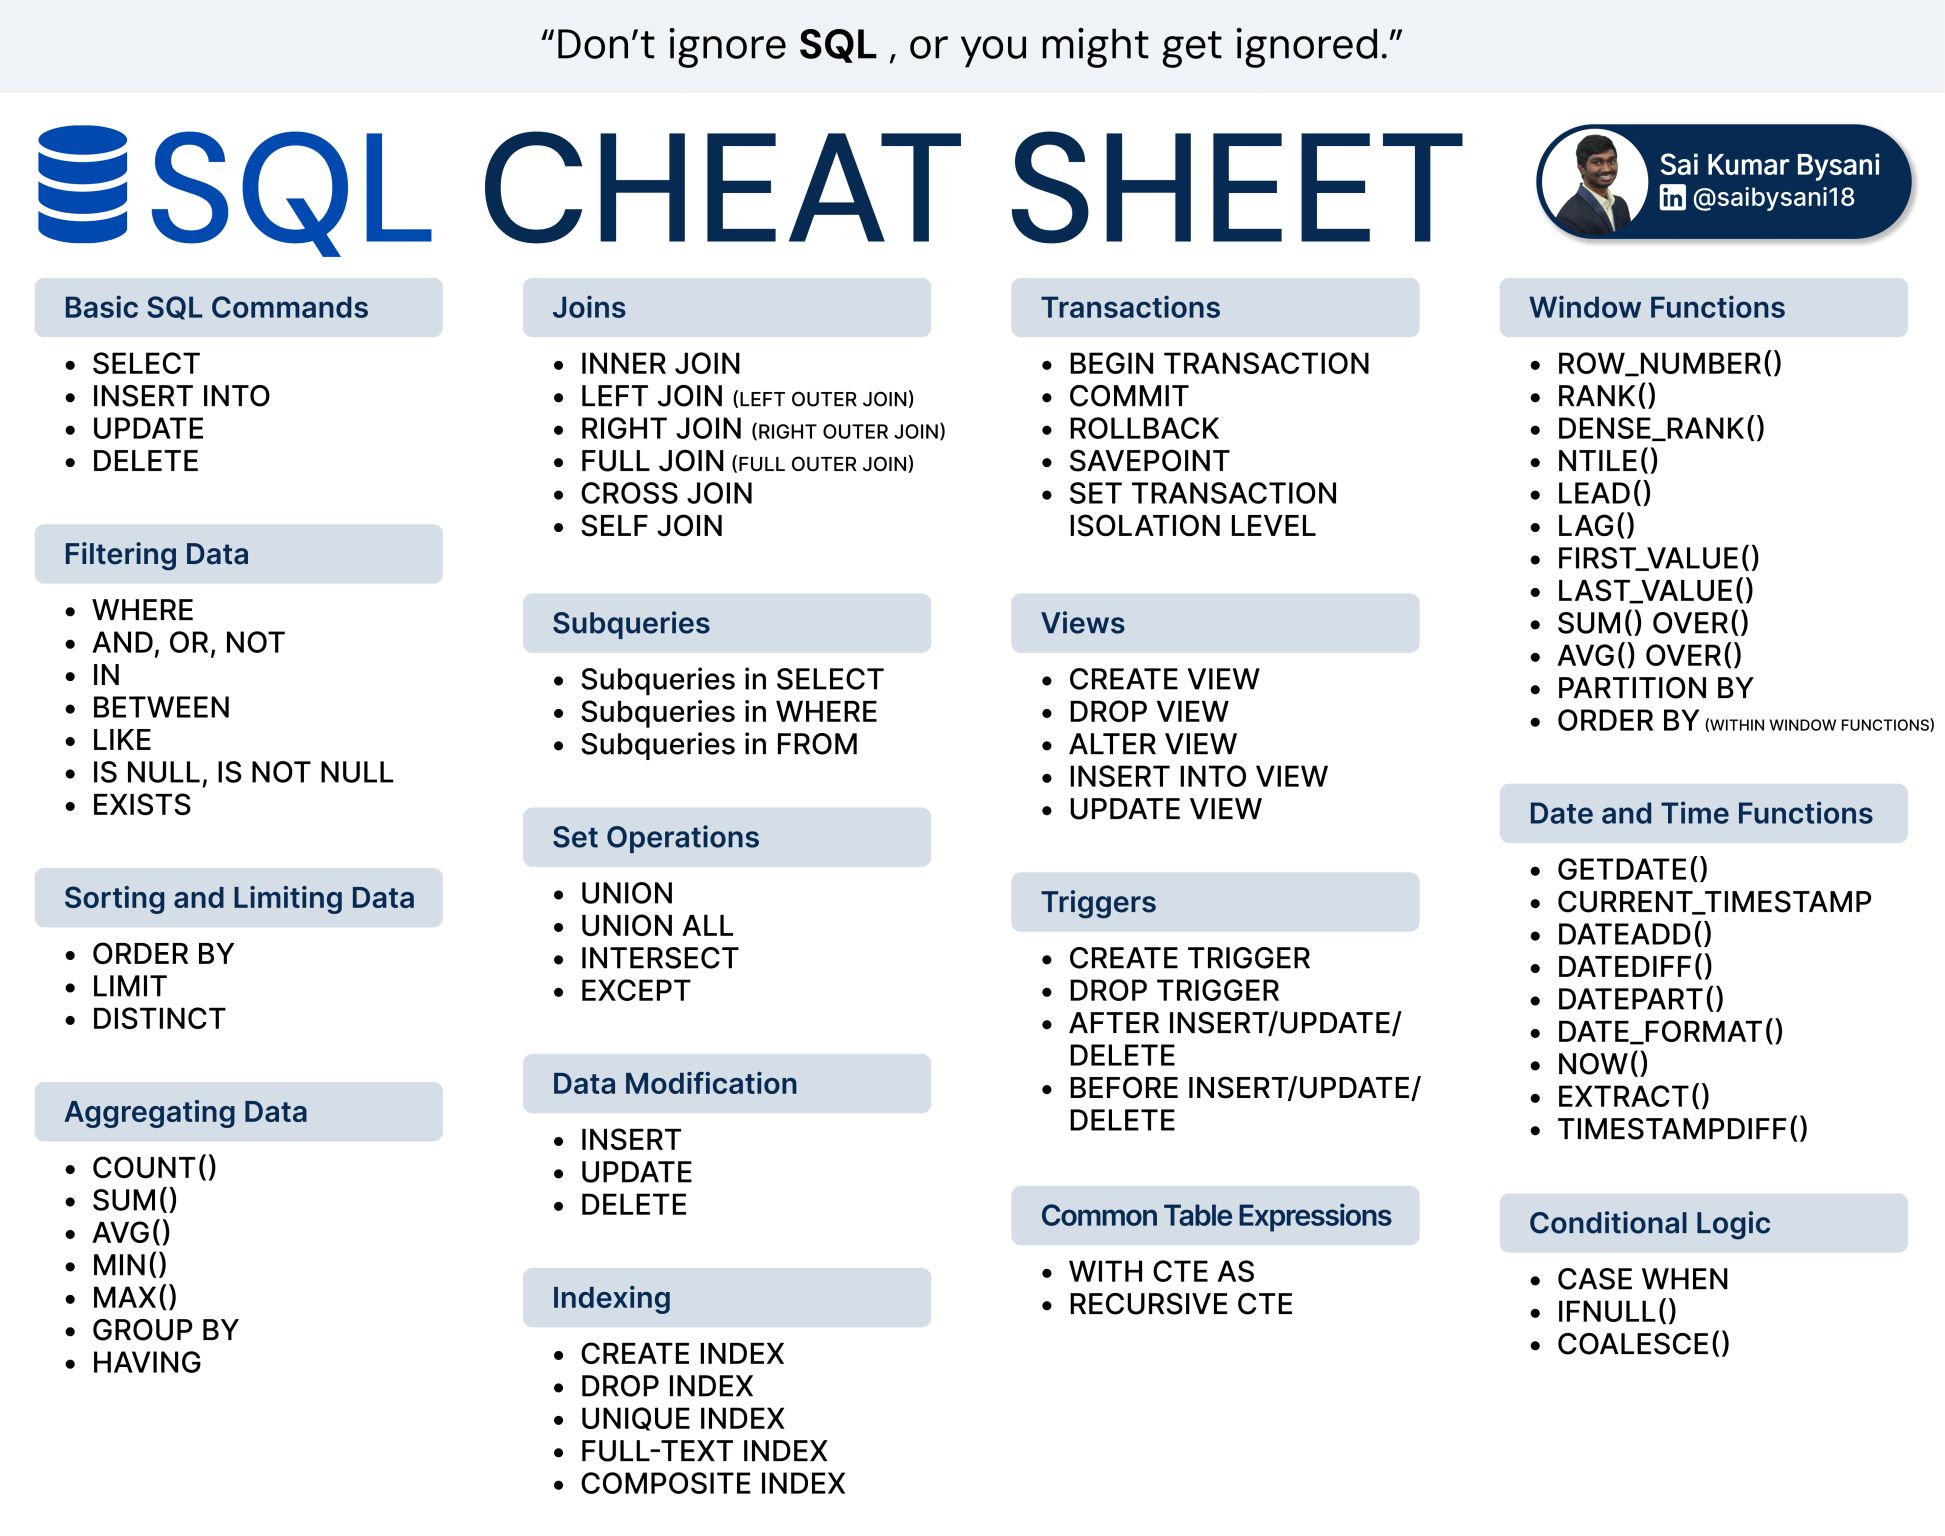 “Don’t ignore SQL , or you might get ignored.”
SQL CHEAT SHEET
Sai Kumar Bysani
in @saibysani18
Basic SQL Commands
• SELECT
• INSERT INTO
• UPDATE
• DELETE
Filtering Data
• WHERE
• AND, OR, NOT
• IN
• BETWEEN
• LIKE
• IS NULL, IS NOT NULL
• EXISTS
Sorting and Limiting Data
• ORDER BY
• LIMIT
• DISTINCT
Aggregating Data
• COUNT()
• SUM()
• AVG()
• MIN()
• MAX()
• GROUP BY
• HAVING
Joins
• INNER JOIN
• LEFT JOIN (LEFT OUTER JOIN)
• RIGHT JOIN (RIGHT OUTER JOIN)
• FULL JOIN (FULL OUTER JOIN)
• CROSS JOIN
• SELF JOIN
Subqueries
• Subqueries in SELECT
• Subqueries in WHERE
• Subqueries in FROM
Set Operations
• UNION
• UNION ALL
• INTERSECT
• EXCEPT
Data Modification
• INSERT
• UPDATE
• DELETE
Indexing
• CREATE INDEX
• DROP INDEX
• UNIQUE INDEX
• FULL-TEXT INDEX
• COMPOSITE INDEX
Transactions
• BEGIN TRANSACTION
• COMMIT
• ROLLBACK
• SAVEPOINT
• SET TRANSACTION
ISOLATION LEVEL
Views
• CREATE VIEW
• DROP VIEW
• ALTER VIEW
• INSERT INTO VIEW
• UPDATE VIEW
Triggers
• CREATE TRIGGER
• DROP TRIGGER
• AFTER INSERT/UPDATE/
DELETE
• BEFORE INSERT/UPDATE/
DELETE
Common Table Expressions
• WITH CTE AS
• RECURSIVE CTE
Window Functions
• ROW_NUMBER()
• RANK()
• DENSE_RANK()
• NTILE()
• LEAD()
• LAG()
• FIRST_VALUE()
• LAST_VALUE()
• SUM() OVER()
• AVG() OVER()
• PARTITION BY
• ORDER BY (WITHIN WINDOW FUNCTIONS)
Date and Time Functions
• GETDATE()
• CURRENT_TIMESTAMP
• DATEADD()
• DATEDIFF()
• DATEPART()
• DATE_FORMAT()
• NOW()
• EXTRACT()
• TIMESTAMPDIFF()
Conditional Logic
• CASE WHEN
• IFNULL()
• COALESCE()